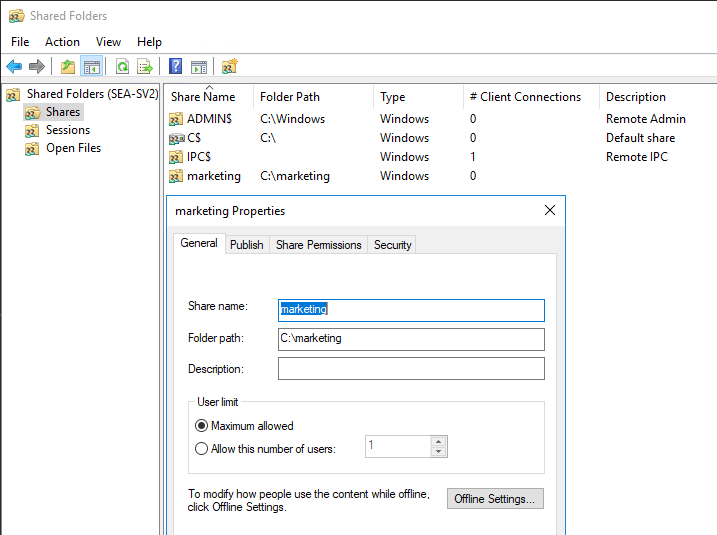 Shared Folders
File Action View Help
Shared Folders (SEA-SV2)
Shares
Sessions
Open Files
Share Name Folder Path Type # Client Connections Description
ADMIN$ C:\Windows Windows 0 Remote Admin
C$ C:\ Windows 0 Default share
IPC$ Windows 1 Remote IPC
marketing C:\marketing Windows 0
marketing Properties
General Publish Share Permissions Security
Share name: marketing
Folder path: C:\marketing
Description:
User limit
Maximum allowed
Allow this number of users: 1
To modify how people use the content while offline,
click Offline Settings.
Offline Settings...